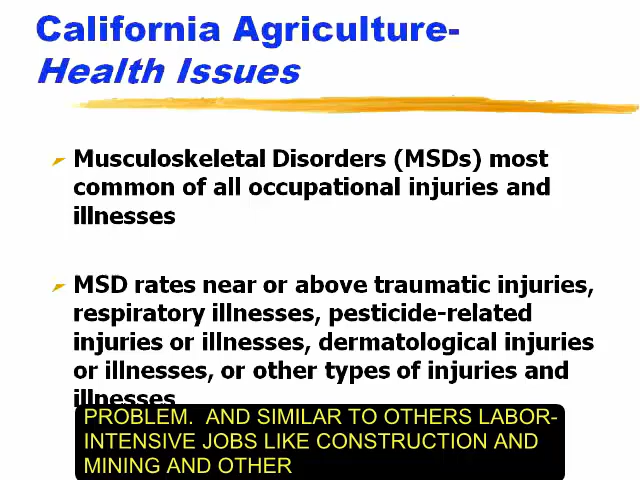 California Agriculture-
Health Issues
Musculoskeletal Disorders (MSDs) most
common of all occupational injuries and
illnesses
MSD rates near or above traumatic injuries,
respiratory illnesses, pesticide-related
injuries or illnesses, dermatological injuries
or illnesses, or other types of injuries and
illnesses
PROBLEM. AND SIMILAR TO OTHERS LABOR-
INTENSIVE JOBS LIKE CONSTRUCTION AND
MINING AND OTHER